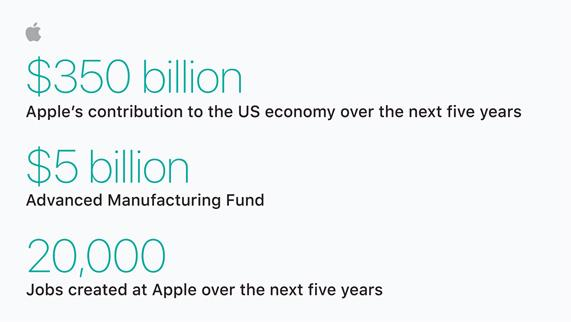 $350 billion
Apple’s contribution to the US economy over the next five years
$5 billion
Advanced Manufacturing Fund
20,000
Jobs created at Apple over the next five years